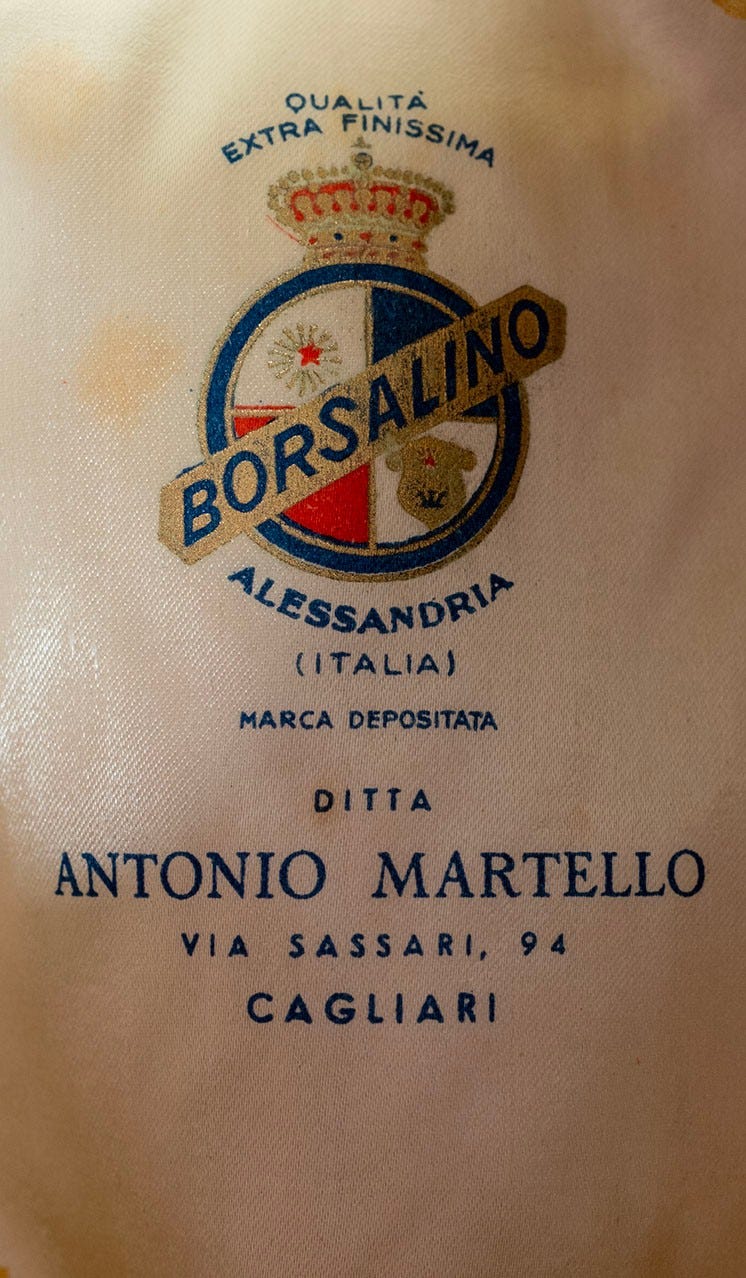 QUALITÀ
EXTRA FINISSIMA
BORSALINO
ALESSANDRIA
(ITALIA)
MARCA DEPOSITATA
DITTA
ANTONIO MARTELLO
VIA SASSARI, 94
CAGLIARI